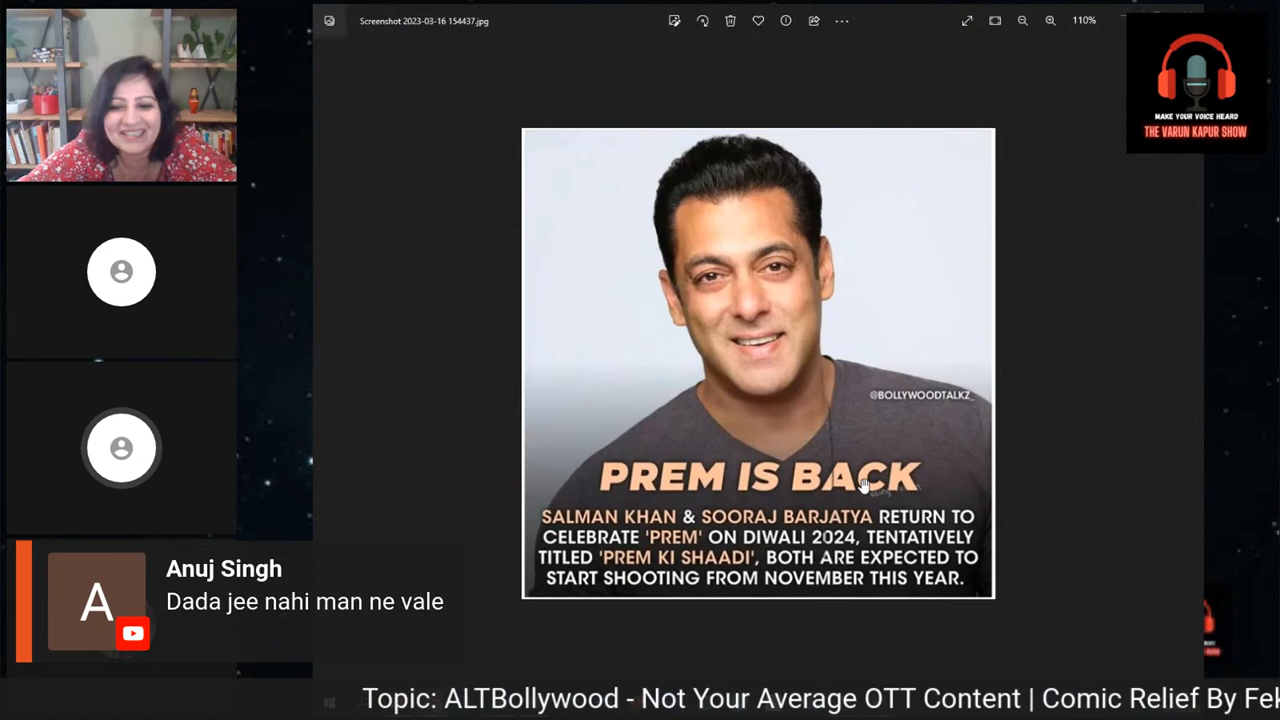 Screenshot 2023-03-16 154437.jpg
110%
MAKE YOUR VOICE HEARD
THE VARUN KAPUR SHOW
@BOLLYWOODTALKZ_
PREM IS BACK
SALMAN KHAN & SOORAJ BARJATYA RETURN TO
CELEBRATE 'PREM' ON DIWALI 2024, TENTATIVELY
TITLED 'PREM KI SHAADI', BOTH ARE EXPECTED TO
START SHOOTING FROM NOVEMBER THIS YEAR.
A
Anuj Singh
Dada jee nahi man ne vale
Topic: ALTBollywood - Not Your Average OTT Content | Comic Relief By Fek